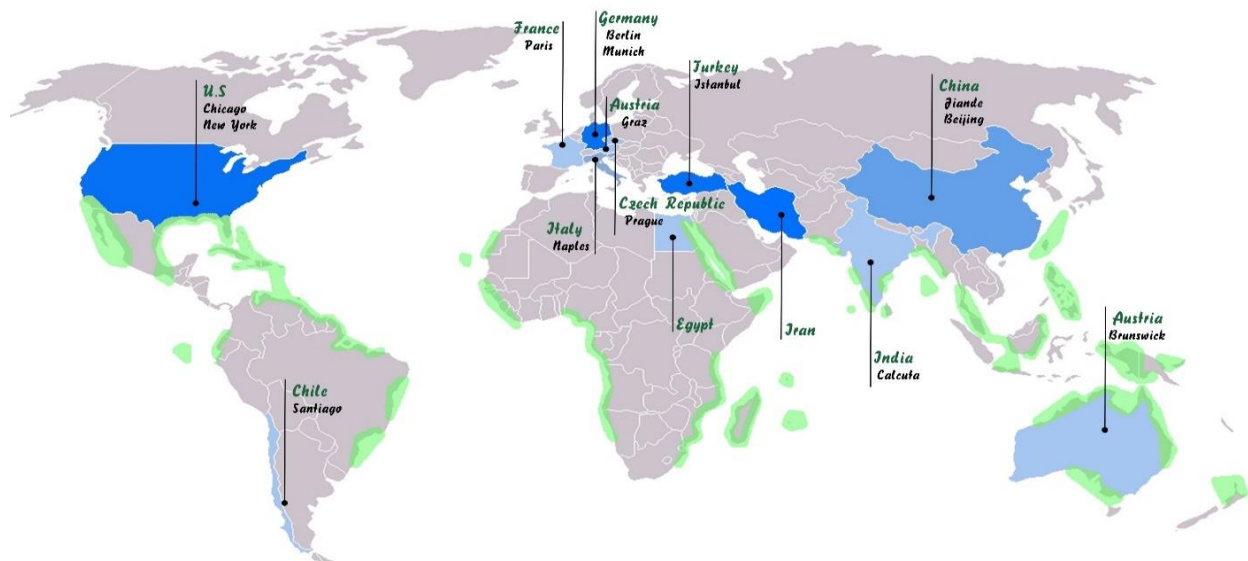 France
Paris
Germany
Berlin
Munich
Turkey
Istanbul
China
Jiande
Beijing
U.S
Chicago
New York
Austria
Graz
Czech Republic
Prague
Italy
Naples
Egypt
Iran
India
Calcuta
Austria
Brunswick
Chile
Santiago